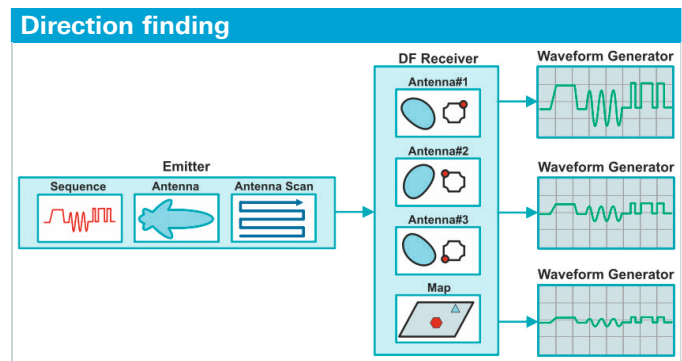 Direction finding
DF Receiver
Waveform Generator
Antenna#1
Emitter
Sequence
Antenna
Antenna Scan
Antenna#2
Waveform Generator
Antenna#3
Map
Waveform Generator